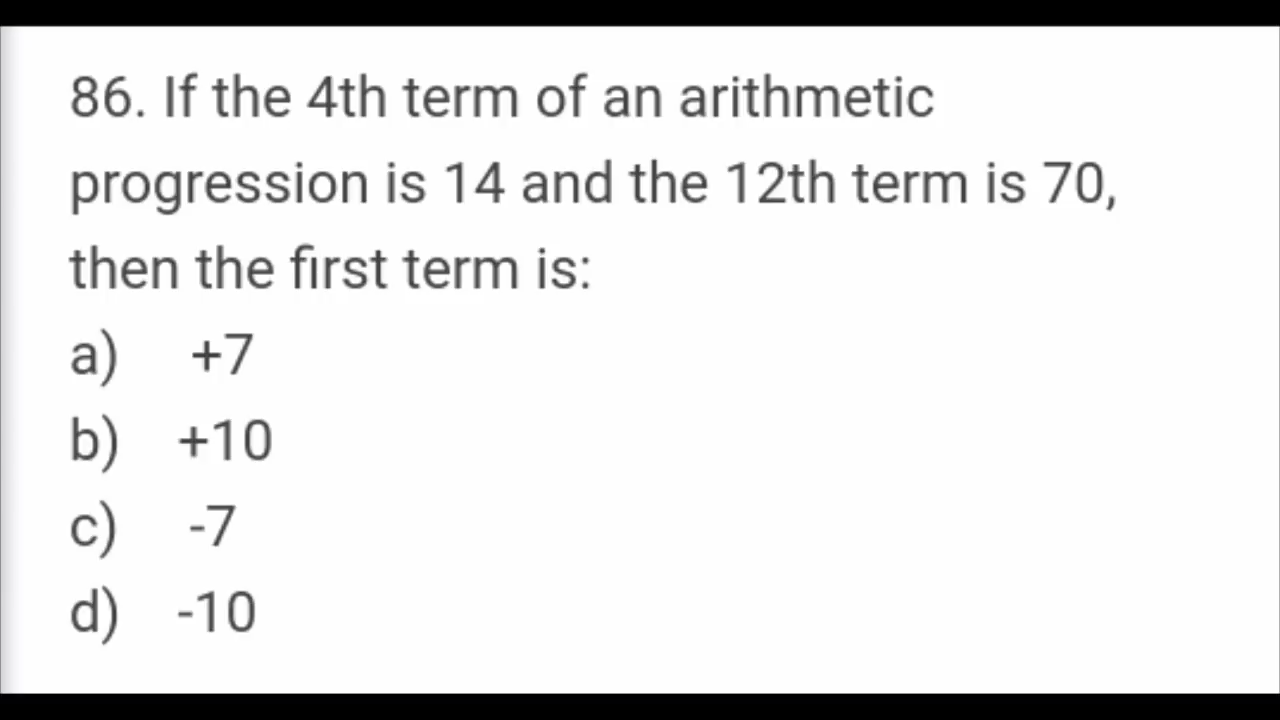 86. If the 4th term of an arithmetic
progression is 14 and the 12th term is 70,
then the first term is:
a) +7
b) +10
c) -7
d) -10